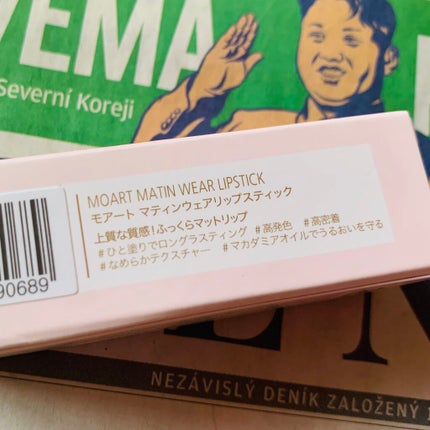 VEMA
Severní Koreji
MOART MATIN WEAR LIPSTICK
モアート マティンウェアリップスティック
上質な質感！ふっくらマットリップ
#ひと塗りでロングラスティング #高発色 #高密着
#なめらかテクスチャー #マカダミアオイルでうるおいを守る
90689
NEZÁVISLÝ DENÍK ZALOŽENÝ